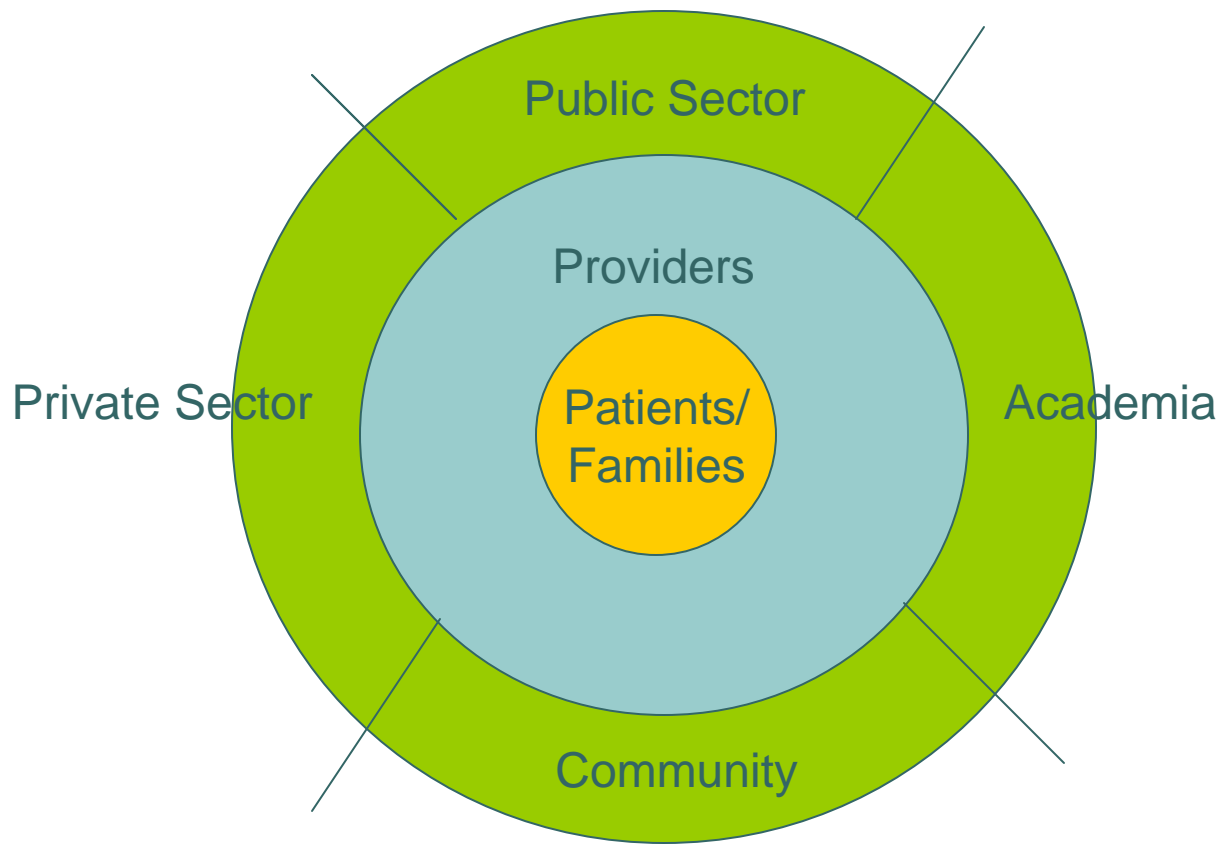 Public Sector
Providers
Private Sector
Patients/
Families
Academia
Community